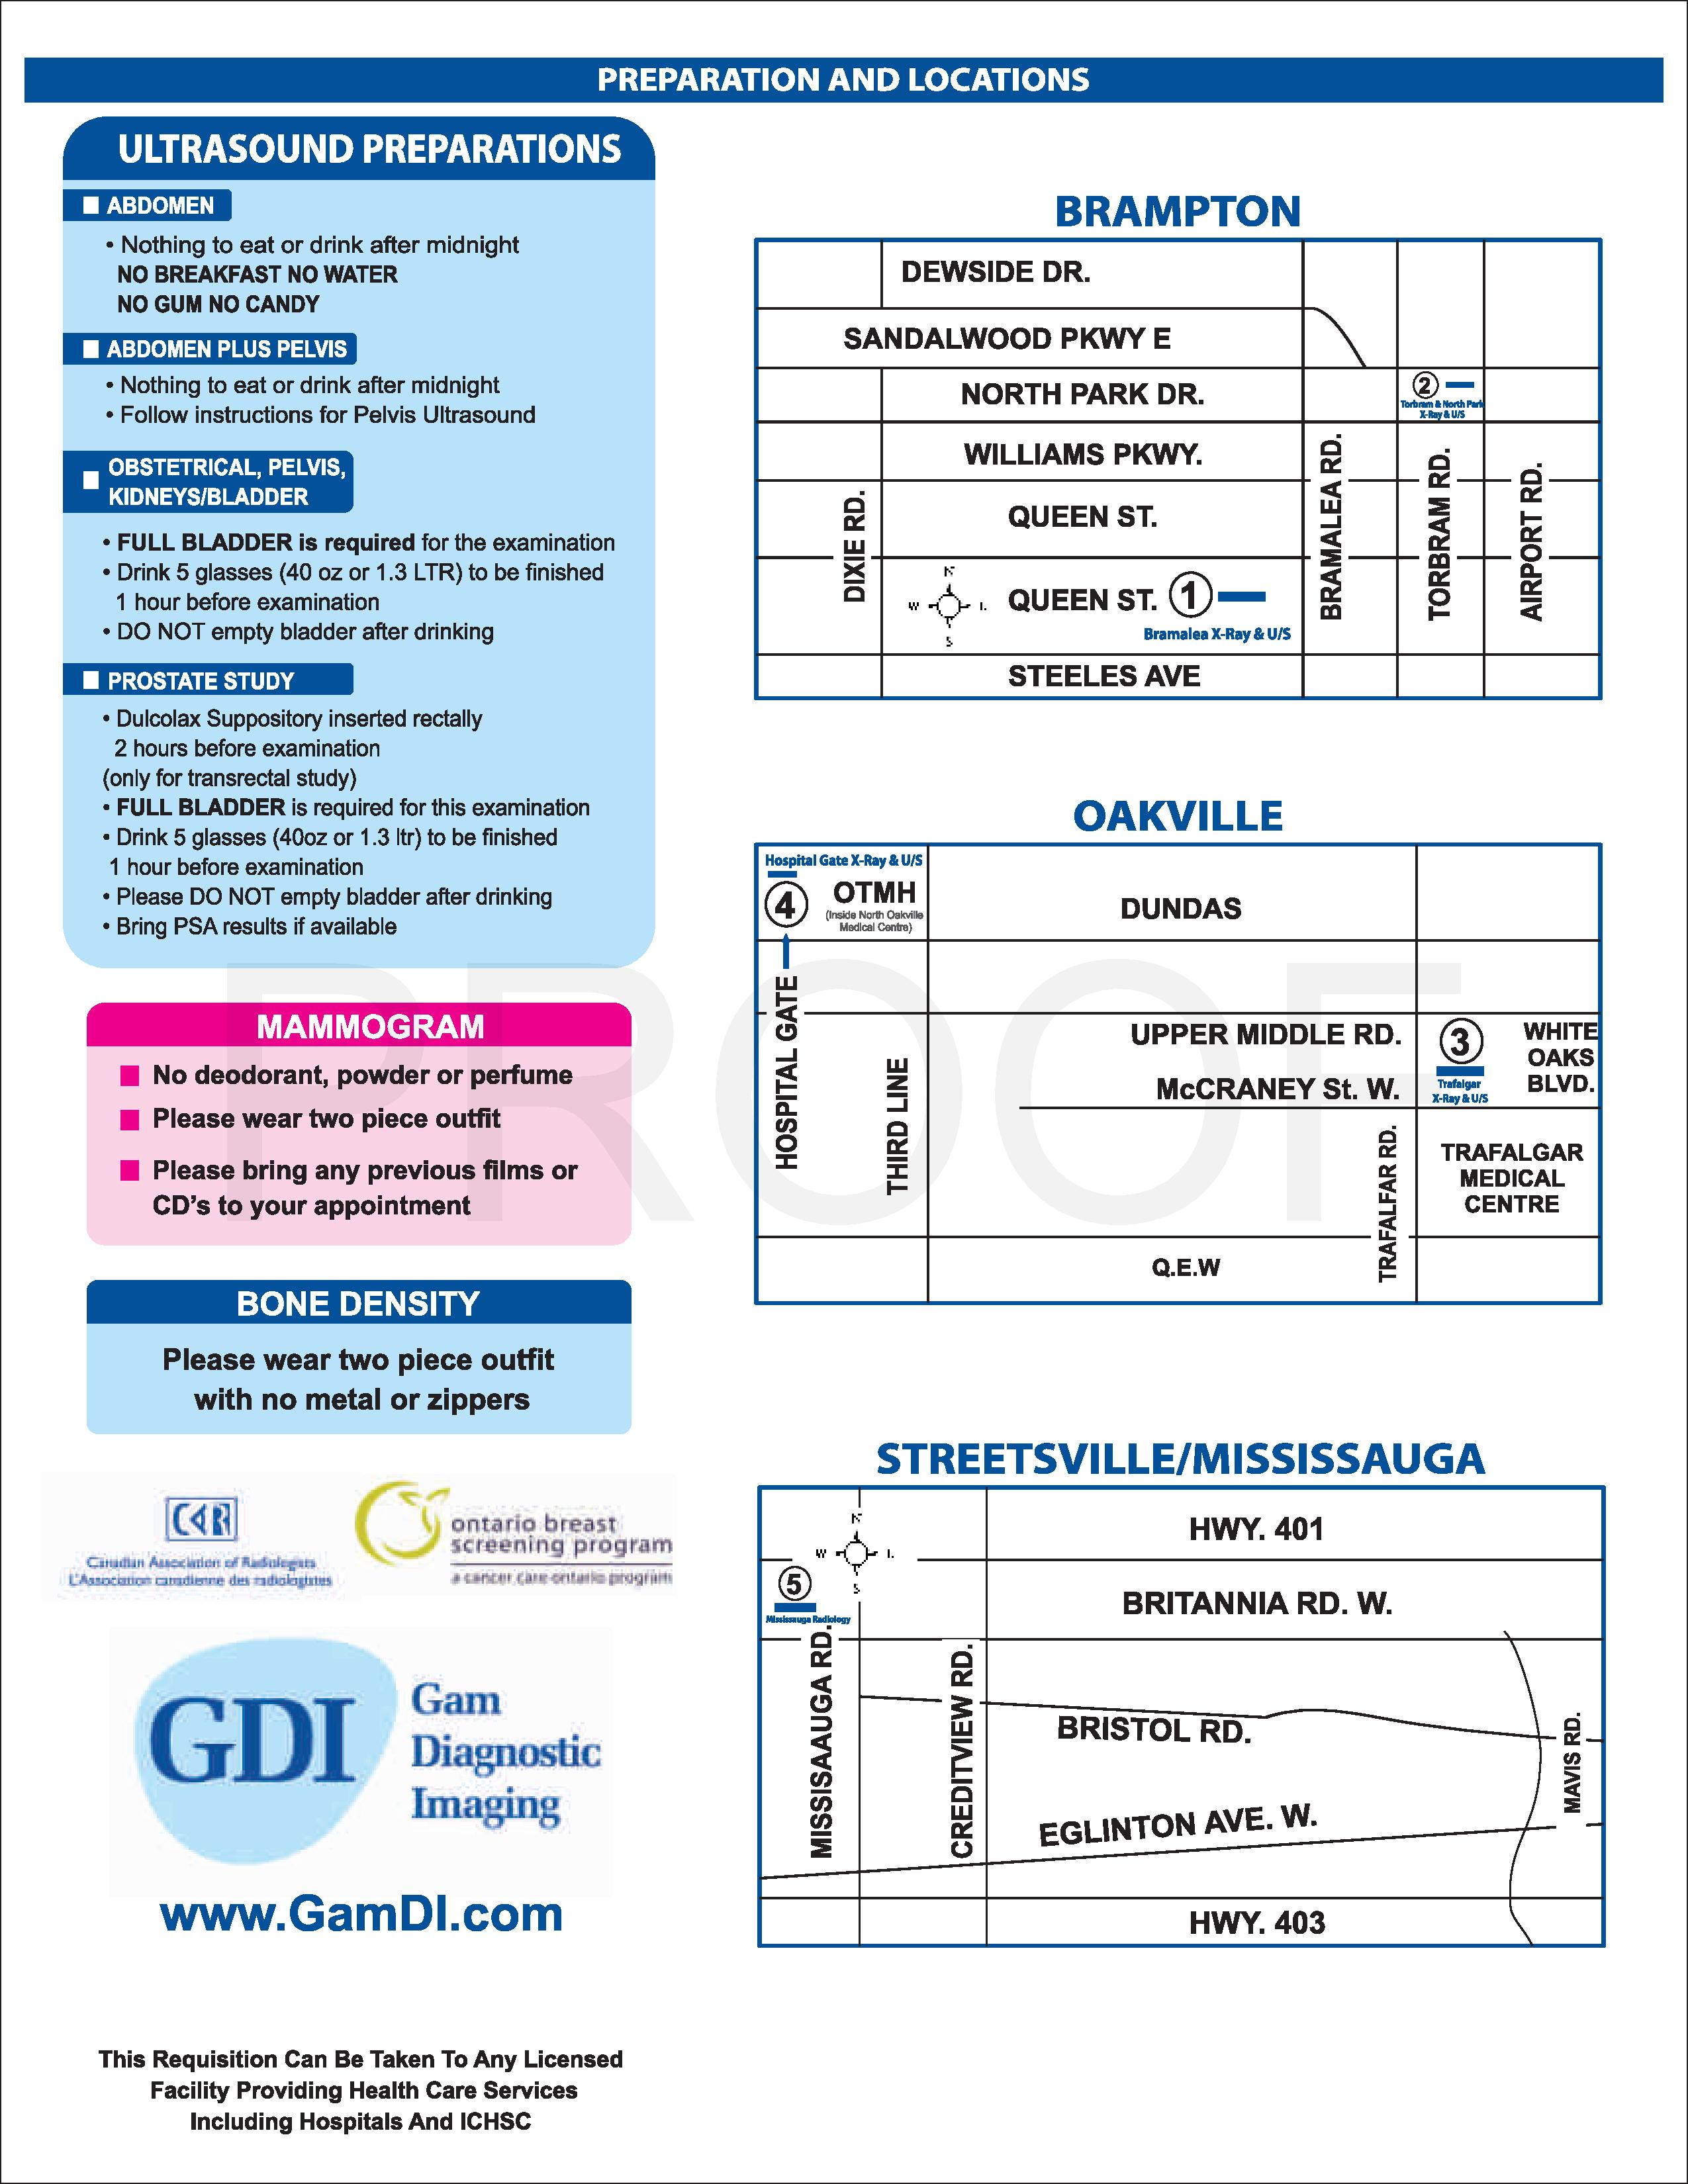 PREPARATION AND LOCATIONS
ULTRASOUND PREPARATIONS
ABDOMEN
• Nothing to eat or drink after midnight
NO BREAKFAST NO WATER
NO GUM NO CANDY
ABDOMEN PLUS PELVIS
• Nothing to eat or drink after midnight
• Follow instructions for Pelvis Ultrasound
OBSTETRICAL, PELVIS,
KIDNEYS/BLADDER
• FULL BLADDER is required for the examination
• Drink 5 glasses (40 oz or 1.3 LTR) to be finished
1 hour before examination
• DO NOT empty bladder after drinking
PROSTATE STUDY
• Dulcolax Suppository inserted rectally
2 hours before examination
(only for transrectal study)
• FULL BLADDER is required for this examination
• Drink 5 glasses (40oz or 1.3 ltr) to be finished
1 hour before examination
• Please DO NOT empty bladder after drinking
• Bring PSA results if available
MAMMOGRAM
No deodorant, powder or perfume
Please wear two piece outfit
Please bring any previous films or
CD's to your appointment
BONE DENSITY
Please wear two piece outfit
with no metal or zippers
CAR
Canadian Association of Radiologists
L'Association canadienne des radiologistes
ontario breast
screening program
a cancer care ontario program
GDI
Gam
Diagnostic
Imaging
www.GamDI.com
This Requisition Can Be Taken To Any Licensed
Facility Providing Health Care Services
Including Hospitals And ICHSC
BRAMPTON
DEWSIDE DR.
SANDALWOOD PKWY E
NORTH PARK DR.
2
Torbram & North Park
X-Ray & U/S
WILLIAMS PKWY.
QUEEN ST.
DIXIE RD.
BRAMALEA RD.
TORBRAM RD.
AIRPORT RD.
N
W
S
QUEEN ST. 1
Bramalea X-Ray & U/S
STEELES AVE
OAKVILLE
Hospital Gate X-Ray & U/S
4
OTMH
(Inside North Oakville
Medical Centre)
DUNDAS
HOSPITAL GATE
THIRD LINE
UPPER MIDDLE RD.
3
Trafalgar
X-Ray & U/S
WHITE
OAKS
BLVD.
McCRANEY St. W.
TRAFALFAR RD.
TRAFALGAR
MEDICAL
CENTRE
Q.E.W
STREETSVILLE/MISSISSAUGA
HWY. 401
N
W
S
5
Mississauga Radiology
BRITANNIA RD. W.
MISSISAAUGA RD.
CREDITVIEW RD.
BRISTOL RD.
MAVIS RD.
EGLINTON AVE. W.
HWY. 403
PROOF